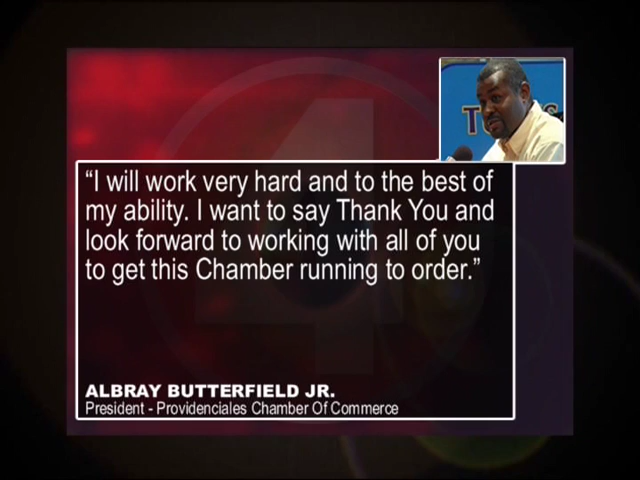 T S
“I will work very hard and to the best of
my ability. I want to say Thank You and
look forward to working with all of you
to get this Chamber running to order.”
4
ALBRAY BUTTERFIELD JR.
President - Providenciales Chamber Of Commerce